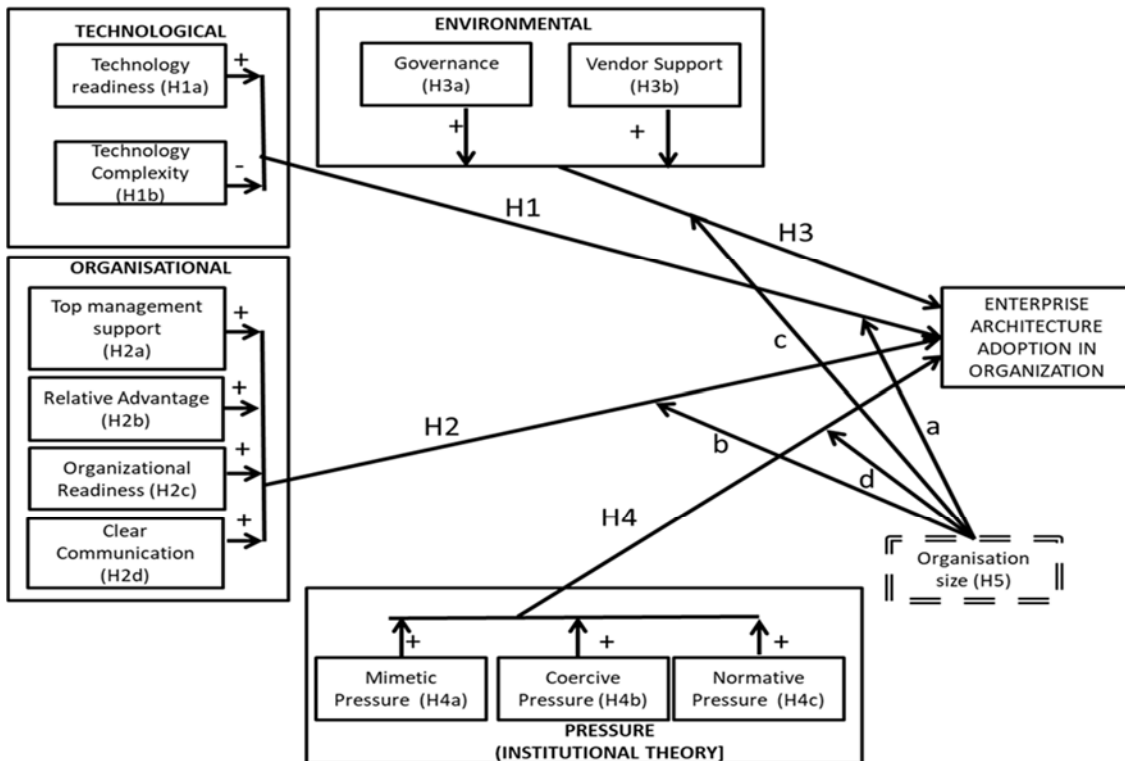 TECHNOLOGICAL
Technology
readiness (H1a)
+
Technology
Complexity
(H1b)
-
ENVIRONMENTAL
Governance
(H3a)
+
Vendor Support
(H3b)
+
ORGANISATIONAL
Top management
support
(H2a)
+
Relative Advantage
(H2b)
+
Organizational
Readiness (H2c)
+
Clear
Communication
(H2d)
+
H1
H3
H2
H4
c
b
a
d
ENTERPRISE
ARCHITECTURE
ADOPTION IN
ORGANIZATION
Organisation
size (H5)
+
+
+
Mimetic
Pressure (H4a)
Coercive
Pressure (H4b)
Normative
Pressure (H4c)
PRESSURE
(INSTITUTIONAL THEORY]